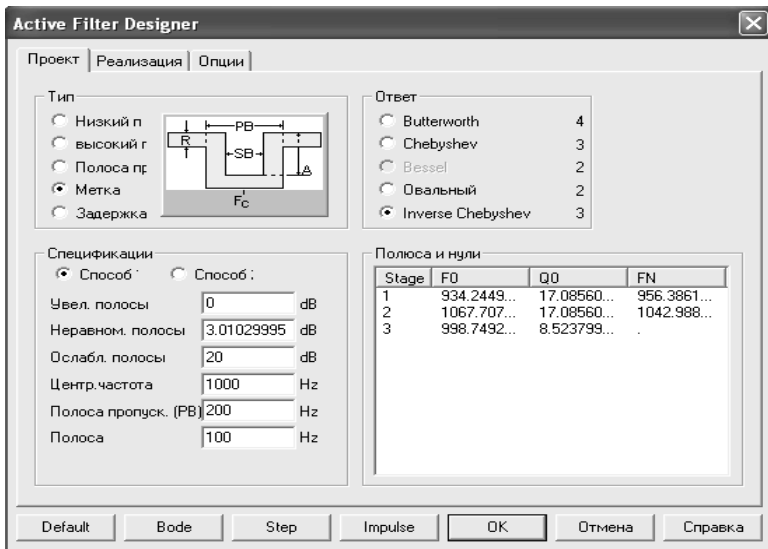 Active Filter Designer
Проект
Реализация
Опции
Тип
Низкий п
высокий г
Полоса пр
Метка
Задержка
PB
R
SB
A
Fc
Ответ
Butterworth 4
Chebyshev 3
Bessel 2
Овальный 2
Inverse Chebyshev 3
Спецификации
Способ
Способ
Увел. полосы 0 dB
Неравном. полосы 3.01029995 dB
Ослабл. полосы 20 dB
Центр.частота 1000 Hz
Полоса пропуск. (PB) 200 Hz
Полоса 100 Hz
Полюса и нули
Stage F0 Q0 FN
1 934.2449... 17.08560... 956.3861...
2 1067.707... 17.08560... 1042.988...
3 998.7492... 8.523799... .
Default
Bode
Step
Impulse
OK
Отмена
Справка